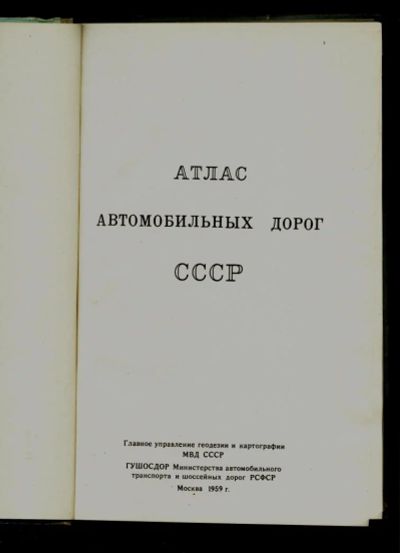 АТЛАС
АВТОМОБИЛЬНЫХ ДОРОГ
СССР
Главное управление геодезии и картографии
МВД СССР
ГУШОСДОР Министерства автомобильного
транспорта и шоссейных дорог РСФСР
Москва 1959 г.